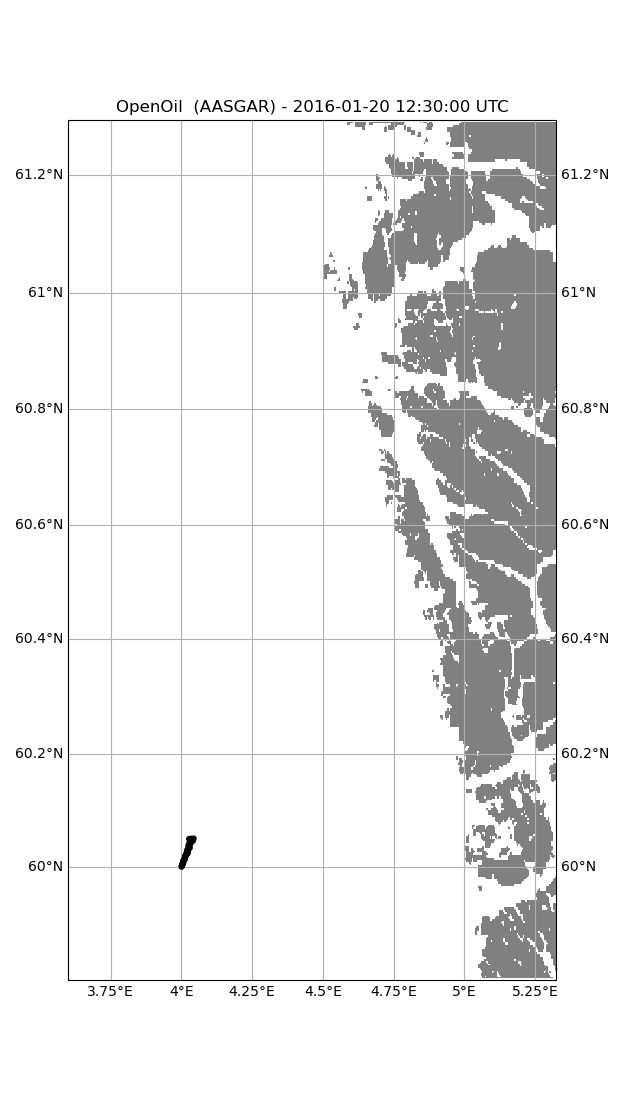 OpenOil (AASGAR) - 2016-01-20 12:30:00 UTC
61.2°N 61.2°N
61°N 61°N
60.8°N 60.8°N
60.6°N 60.6°N
60.4°N 60.4°N
60.2°N 60.2°N
60°N 60°N
3.75°E 4°E 4.25°E 4.5°E 4.75°E 5°E 5.25°E